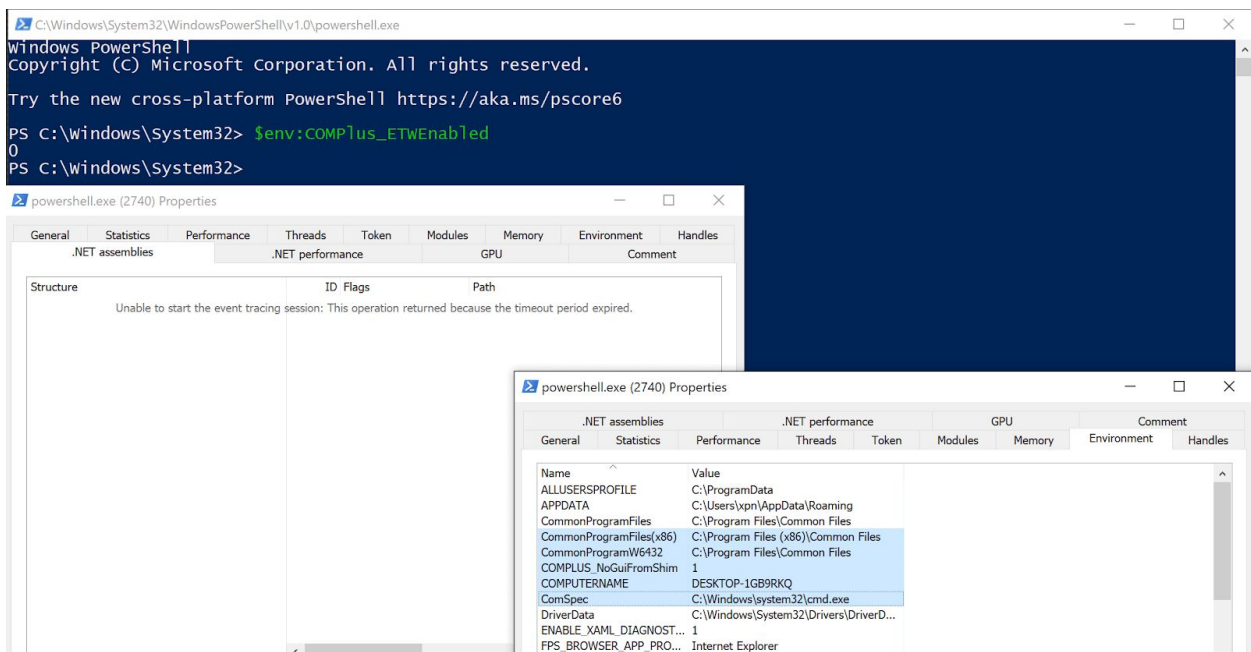 C:\Windows\System32\WindowsPowerShell\v1.0\powershell.exe
Windows PowerShell
Copyright (C) Microsoft Corporation. All rights reserved.
Try the new cross-platform PowerShell https://aka.ms/pscore6
PS C:\Windows\System32> $env:COMPlus_ETWEnabled
0
PS C:\Windows\System32>
powershell.exe (2740) Properties
General Statistics Performance Threads Token Modules Memory Environment Handles
.NET assemblies .NET performance GPU Comment
Structure ID Flags Path
Unable to start the event tracing session: This operation returned because the timeout period expired.
powershell.exe (2740) Properties
.NET assemblies .NET performance GPU Comment
General Statistics Performance Threads Token Modules Memory Environment Handles
Name Value
ALLUSERSPROFILE C:\ProgramData
APPDATA C:\Users\xpn\AppData\Roaming
CommonProgramFiles C:\Program Files\Common Files
CommonProgramFiles(x86) C:\Program Files (x86)\Common Files
CommonProgramW6432 C:\Program Files\Common Files
COMPLUS_NoGuiFromShim 1
COMPUTERNAME DESKTOP-1GB9RKQ
ComSpec C:\Windows\system32\cmd.exe
DriverData C:\Windows\System32\Drivers\DriverD...
ENABLE_XAML_DIAGNOST... 1
FPS_BROWSER_APP_PRO... Internet Explorer